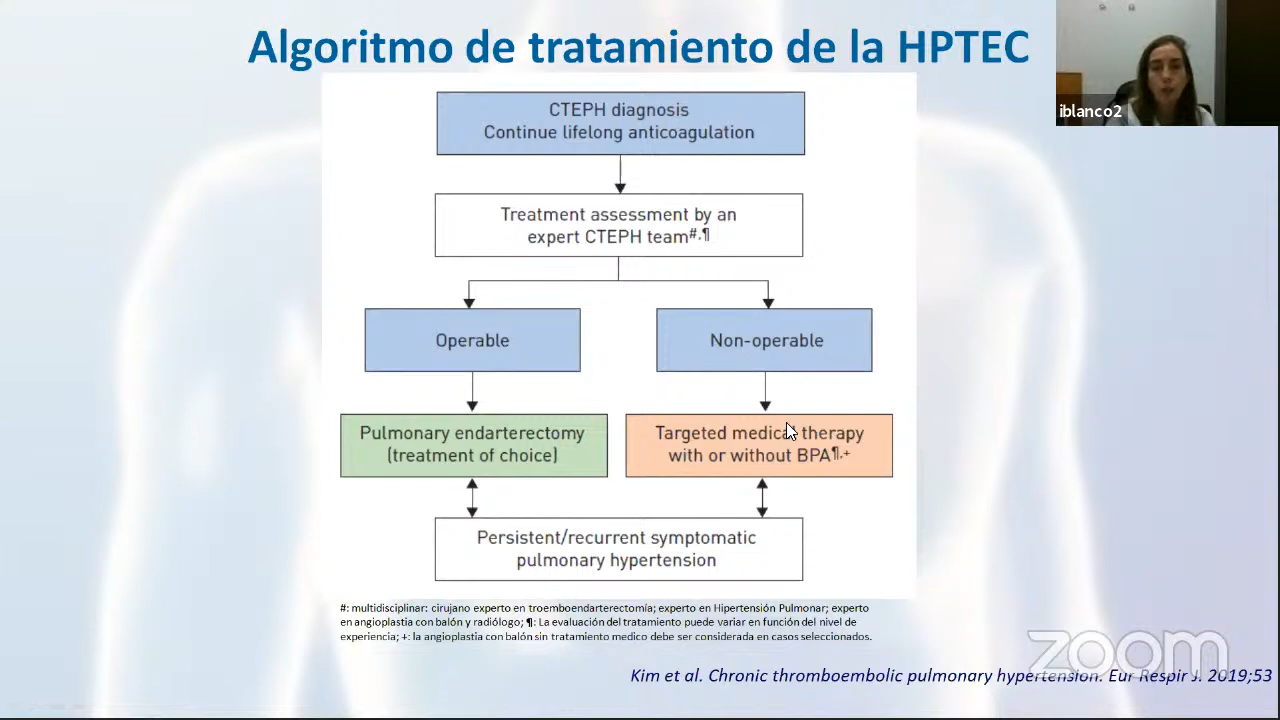 Algoritmo de tratamiento de la HPTEC
iblanco2
CTEPH diagnosis
Continue lifelong anticoagulation
Treatment assessment by an
expert CTEPH team#,¶
Operable
Non-operable
Pulmonary endarterectomy
(treatment of choice)
Targeted medical therapy
with or without BPA¶,+
Persistent/recurrent symptomatic
pulmonary hypertension
#: multidisciplinar: cirujano experto en troemboendarterectomía; experto en Hipertensión Pulmonar; experto
en angioplastia con balón y radiólogo; ¶: La evaluación del tratamiento puede variar en función del nivel de
experiencia; +: la angioplastia con balón sin tratamiento medico debe ser considerada en casos seleccionados.
zoom
Kim et al. Chronic thromboembolic pulmonary hypertension. Eur Respir J. 2019;53